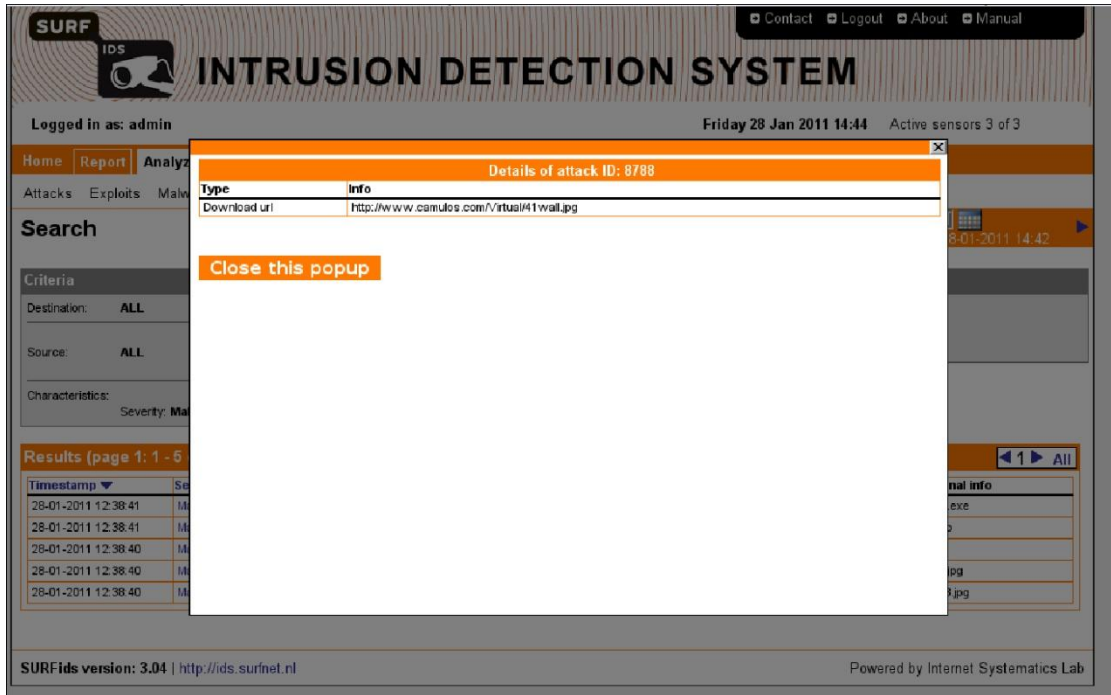 SURF
IDS
Contact Logout About Manual
INTRUSION DETECTION SYSTEM
Logged in as: admin
Friday 28 Jan 2011 14:44 Active sensors 3 of 3
Home Report Analyz
Details of attack ID: 8788
Attacks Exploits Malw
Type Info
Download url http://www.camulos.com/Virtual/41wall.jpg
Search
8-01-2011 14:42
Close this popup
Criteria
Destination: ALL
Source: ALL
Characteristics:
Severity: Mal
Results (page 1: 1 - 5
1 All
Timestamp Se nal info
28-01-2011 12:38:41 .exe
28-01-2011 12:38:41
28-01-2011 12:38:40
28-01-2011 12:38:40 jpg
28-01-2011 12:38:40 .jpg
SURFids version: 3.04 | http://ids.surfnet.nl
Powered by Internet Systematics Lab